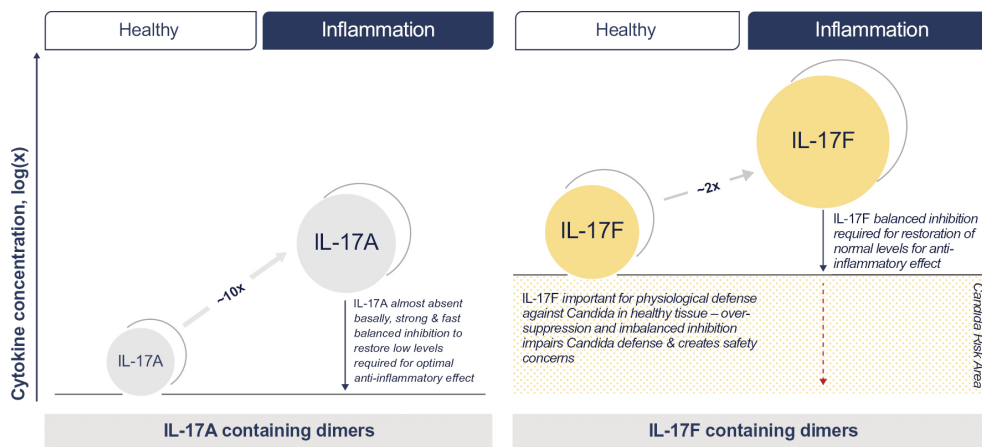 Healthy
Inflammation
Cytokine concentration, log(x)
IL-17A
~10x
IL-17A
IL-17A almost absent
basally, strong & fast
balanced inhibition to
restore low levels
required for optimal
anti-inflammatory effect
IL-17A containing dimers
Healthy
Inflammation
IL-17F
~2x
IL-17F
IL-17F balanced inhibition
required for restoration of
normal levels for anti-
inflammatory effect
IL-17F important for physiological defense
against Candida in healthy tissue – over-
suppression and imbalanced inhibition
impairs Candida defense & creates safety
concerns
Candida Risk Area
IL-17F containing dimers